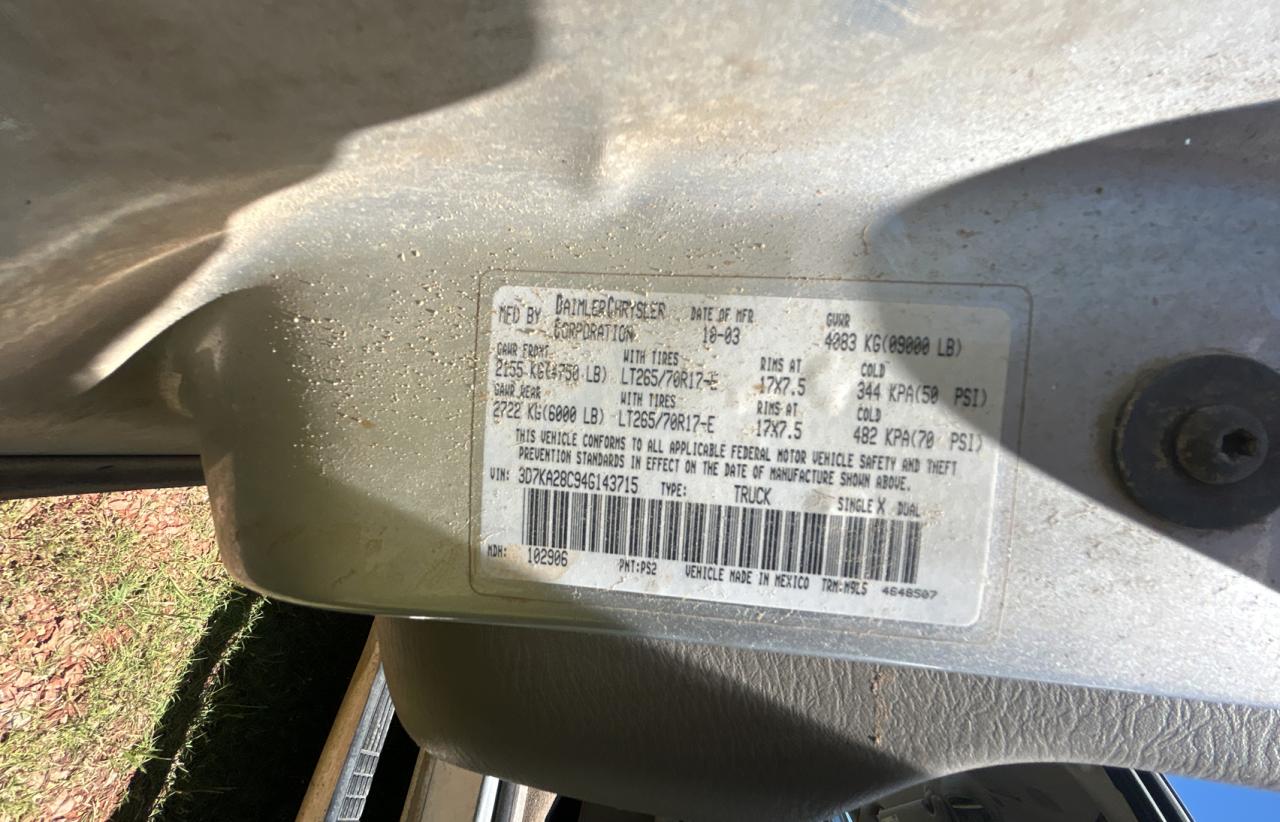 MFD BY DAIMLERCHRYSLER CORPORATION DATE OF MFR 10-03 GVWR 4083 KG(09000 LB)
GAWR FRONT WITH TIRES RIMS AT COLD
2155 KG(4750 LB) LT265/70R17-E 17X7.5 344 KPA(50 PSI)
GAWR REAR WITH TIRES RIMS AT COLD
2722 KG(6000 LB) LT265/70R17-E 17X7.5 482 KPA(70 PSI)
THIS VEHICLE CONFORMS TO ALL APPLICABLE FEDERAL MOTOR VEHICLE SAFETY AND THEFT
PREVENTION STANDARDS IN EFFECT ON THE DATE OF MANUFACTURE SHOWN ABOVE.
VIN: 3D7KA28C94G143715 TYPE: TRUCK SINGLE X DUAL
MDH: 102906 PNT:PS2 VEHICLE MADE IN MEXICO TRM:M9L5 4648507